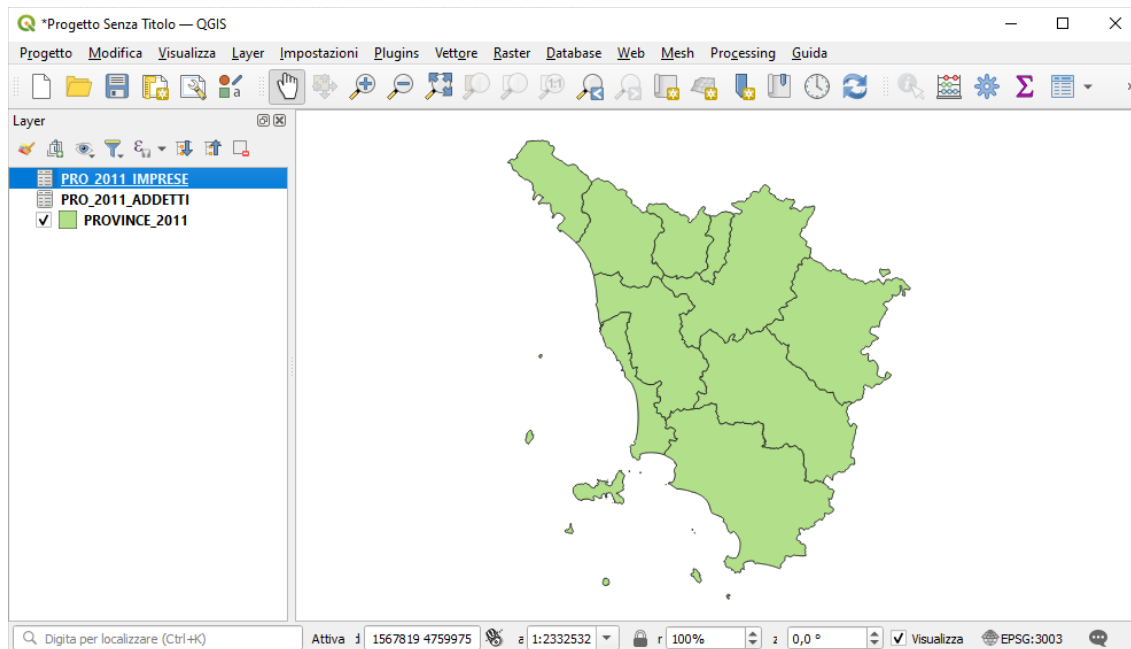 *Progetto Senza Titolo — QGIS
Progetto Modifica Visualizza Layer Impostazioni Plugins Vettore Raster Database Web Mesh Processing Guida
Layer
PRO_2011_IMPRESE
PRO_2011_ADDETTI
PROVINCE_2011
Digita per localizzare (Ctrl+K) Attiva 1567819 4759975 a 1:2332532 r 100% z 0,0 ° Visualizza EPSG:3003